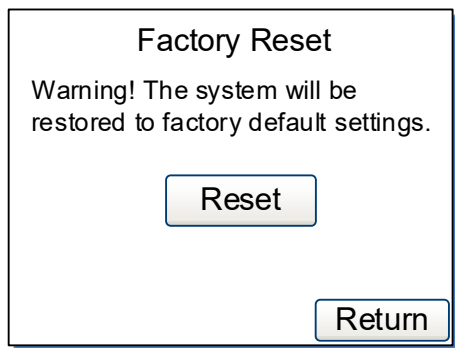 Factory Reset
Warning! The system will be
restored to factory default settings.
Reset
Return